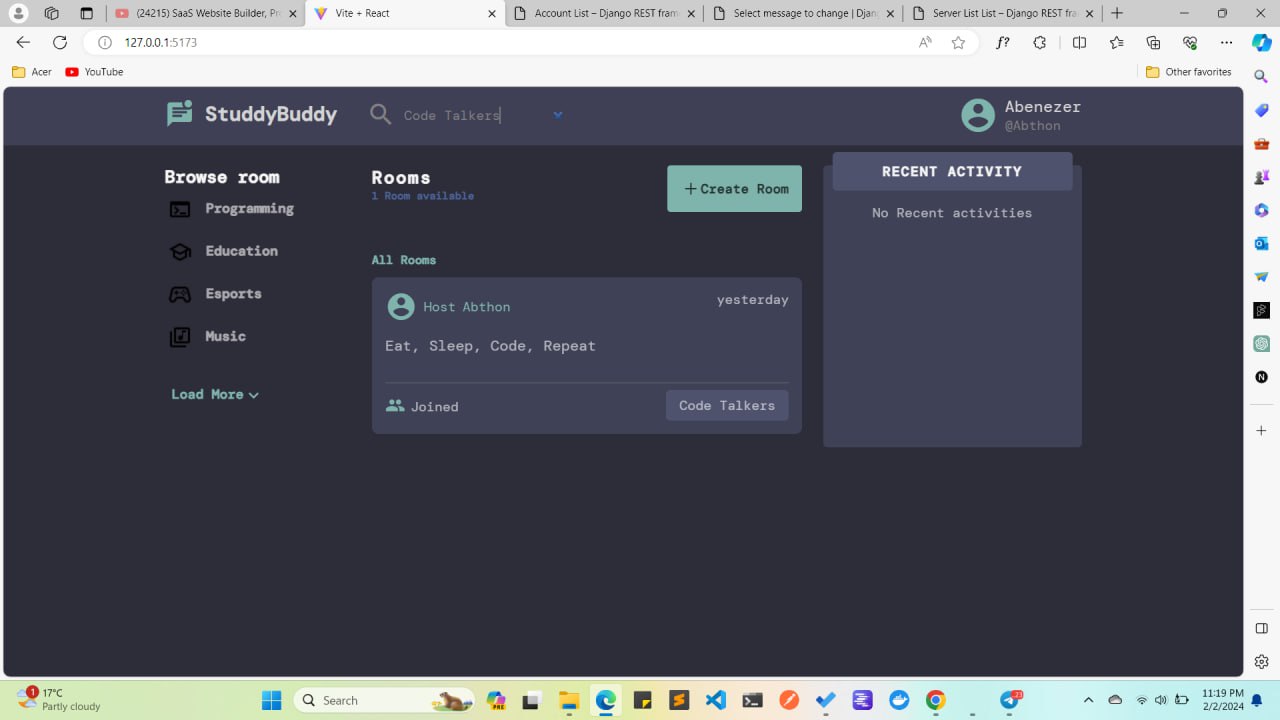 (24215) SaaS Website Builder, Pro
Vite + React
Account List – Django REST fram
Select message to change | Djang
Server List List – Django REST fra
127.0.0.1:5173
Acer
YouTube
Other favorites
StuddyBuddy
Code Talkers
Abenezer
@Abthon
Browse room
Programming
Education
Esports
Music
Load More
Rooms
1 Room available
Create Room
All Rooms
Host Abthon
yesterday
Eat, Sleep, Code, Repeat
Joined
Code Talkers
RECENT ACTIVITY
No Recent activities
1
17°C
Partly cloudy
Search
PRE
11:19 PM
2/2/2024